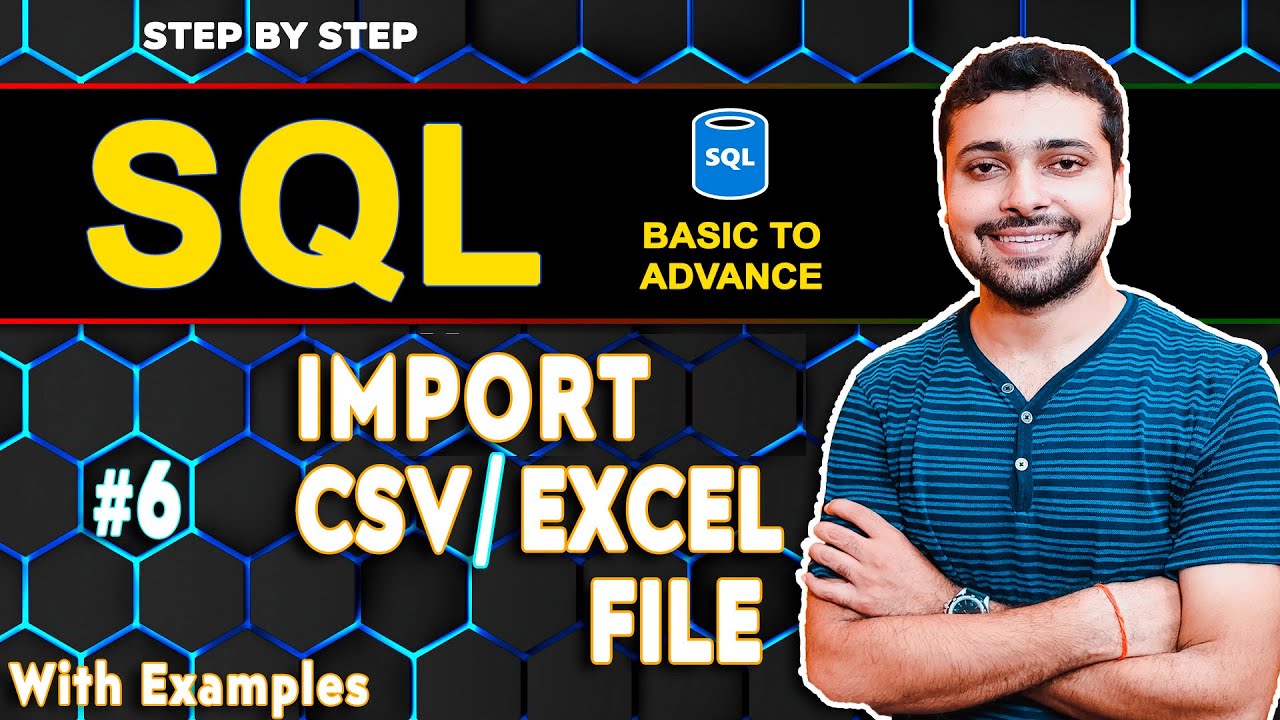 STEP BY STEP
SQL
SQL
BASIC TO
ADVANCE
IMPORT
#6
CSV/EXCEL
FILE
With Examples